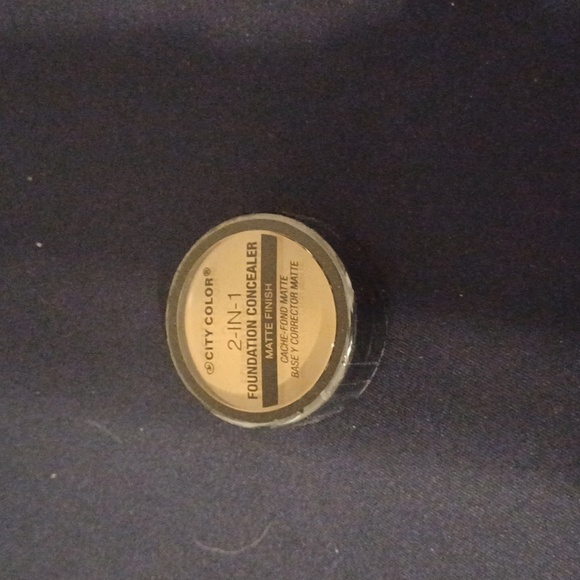 CITY COLOR®
2-IN-1
FOUNDATION CONCEALER
MATTE FINISH
CACHE-FOND MATTE
BASE Y CORRECTOR MATTE